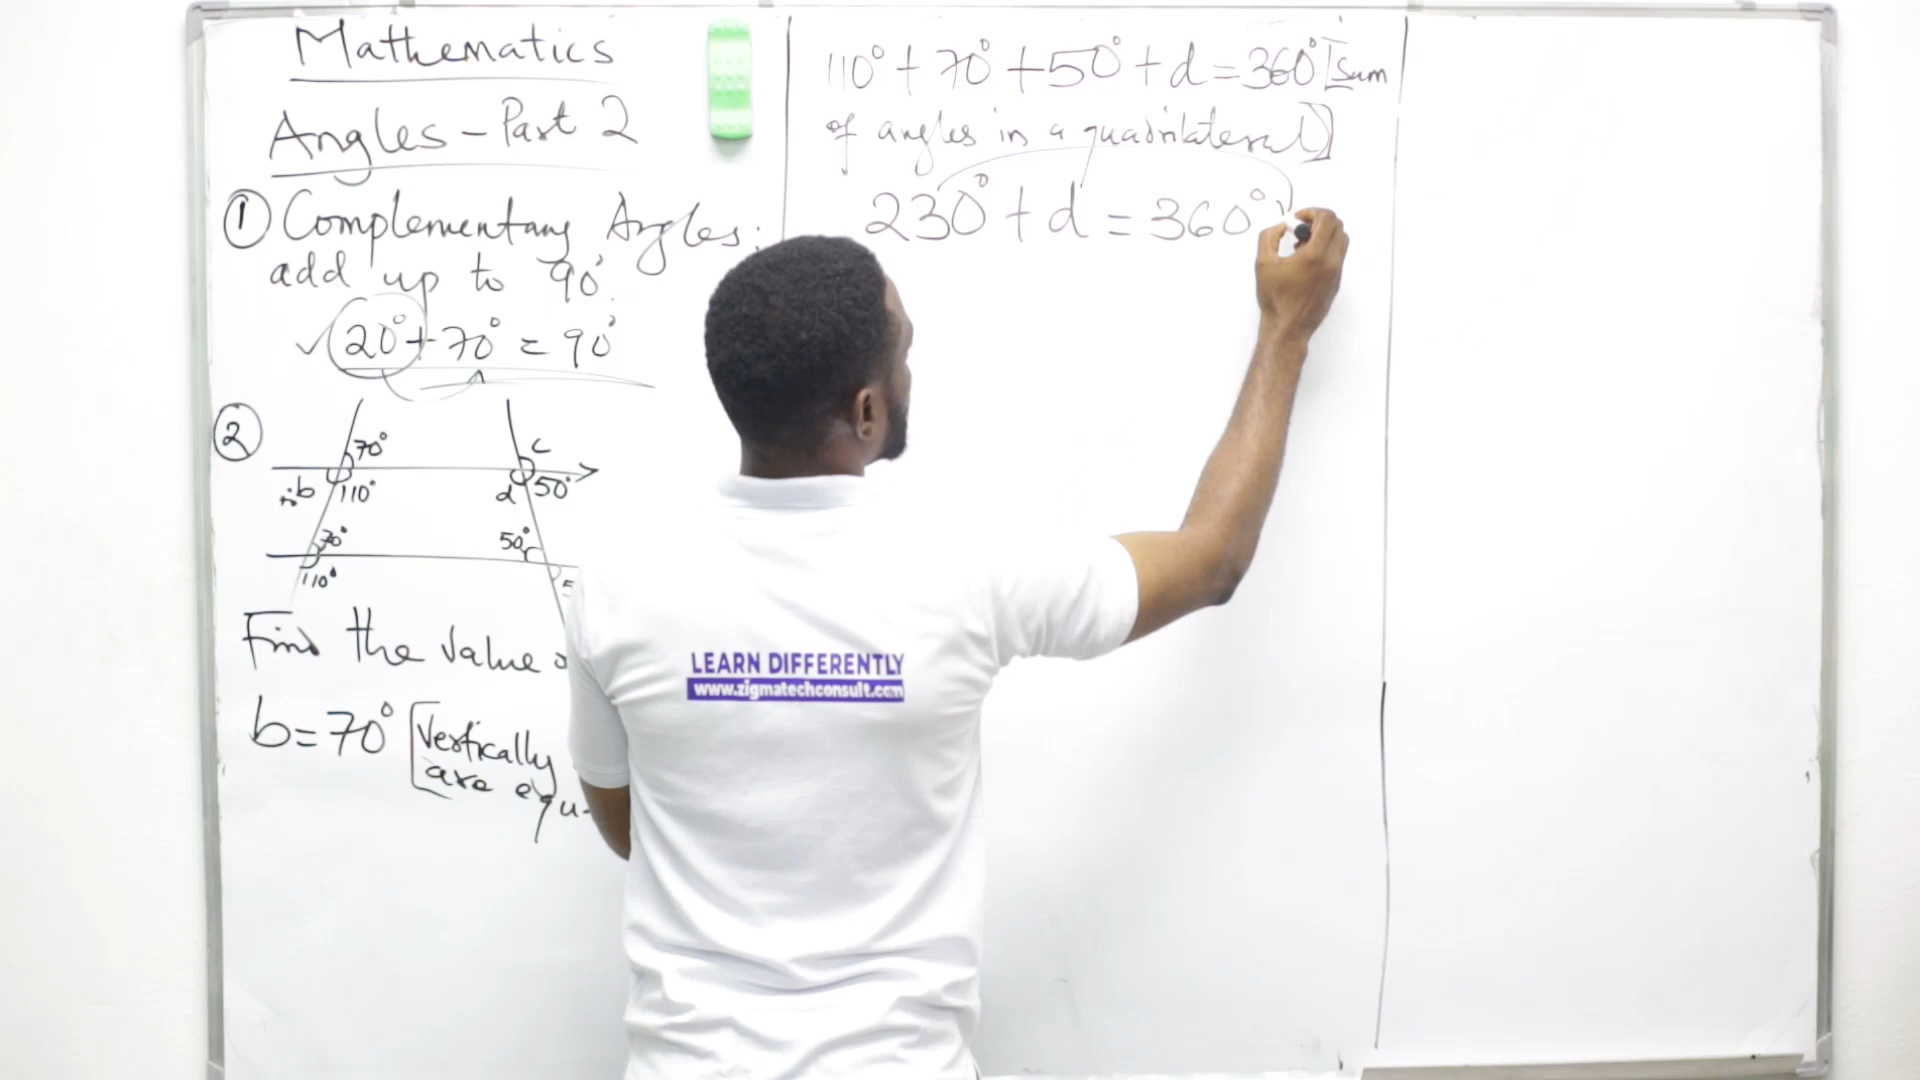 Mathematics
Angles - Part 2
① Complementary Angles:
add up to 90°.
✓ 20° + 70° = 90°
②
70°
c
b
110°
d
50°
70°
50°
110°
5
Find the value
b = 70° [Vertically
are equ
110° + 70° + 50° + d = 360° [sum
of angles in a quadrilateral]
230° + d = 360°
LEARN DIFFERENTLY
www.zigmatechconsult.com